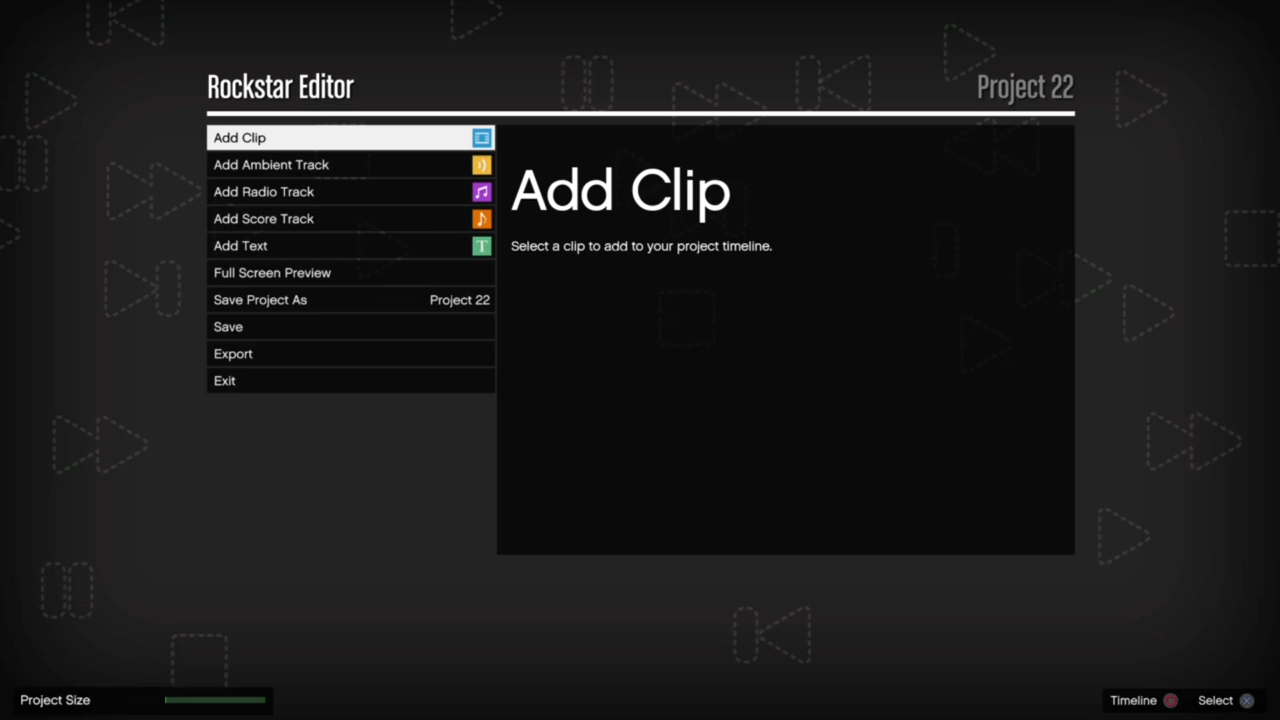 Rockstar Editor
Project 22
Add Clip
Add Ambient Track
Add Radio Track
Add Score Track
Add Text
T
Full Screen Preview
Save Project As Project 22
Save
Export
Exit
Add Clip
Select a clip to add to your project timeline.
Project Size
Timeline
Select